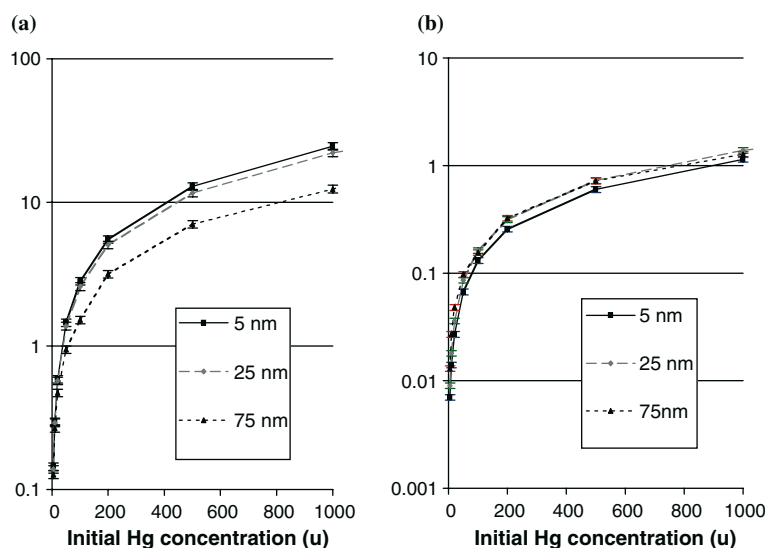 (a)
100
10
1
0.1
0 200 400 600 800 1000
Initial Hg concentration (u)
5 nm
25 nm
75 nm
(b)
10
1
0.1
0.01
0.001
0 200 400 600 800 1000
Initial Hg concentration (u)
5 nm
25 nm
75nm